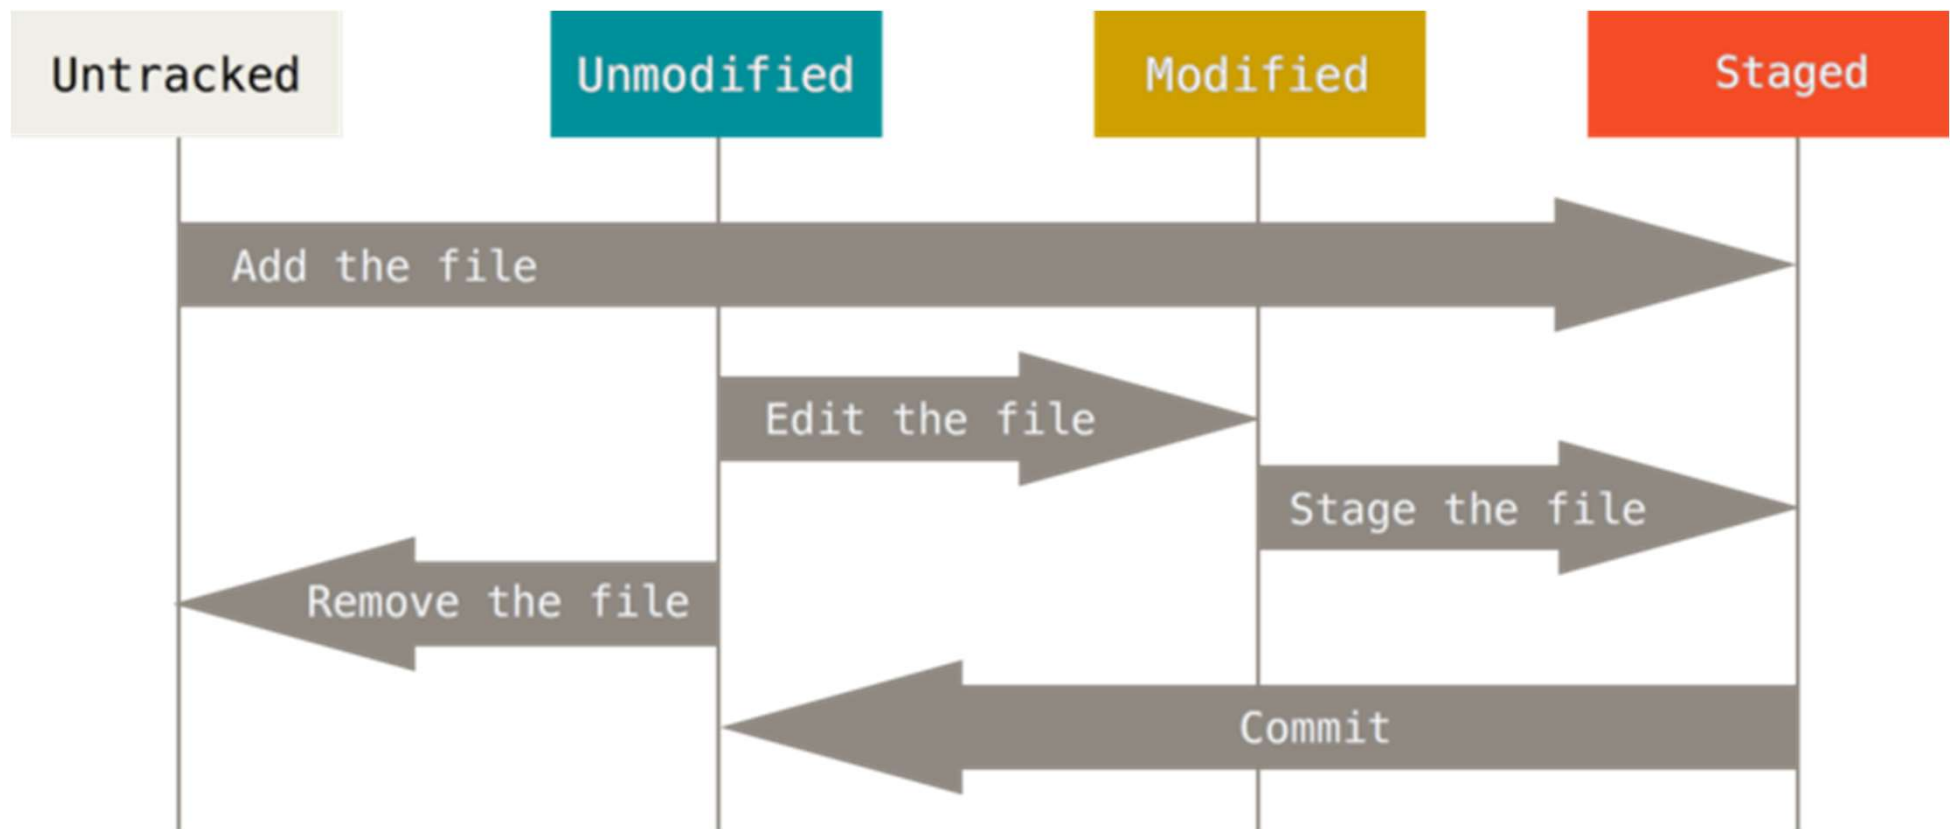 Untracked
Unmodified
Modified
Staged
Add the file
Edit the file
Stage the file
Remove the file
Commit